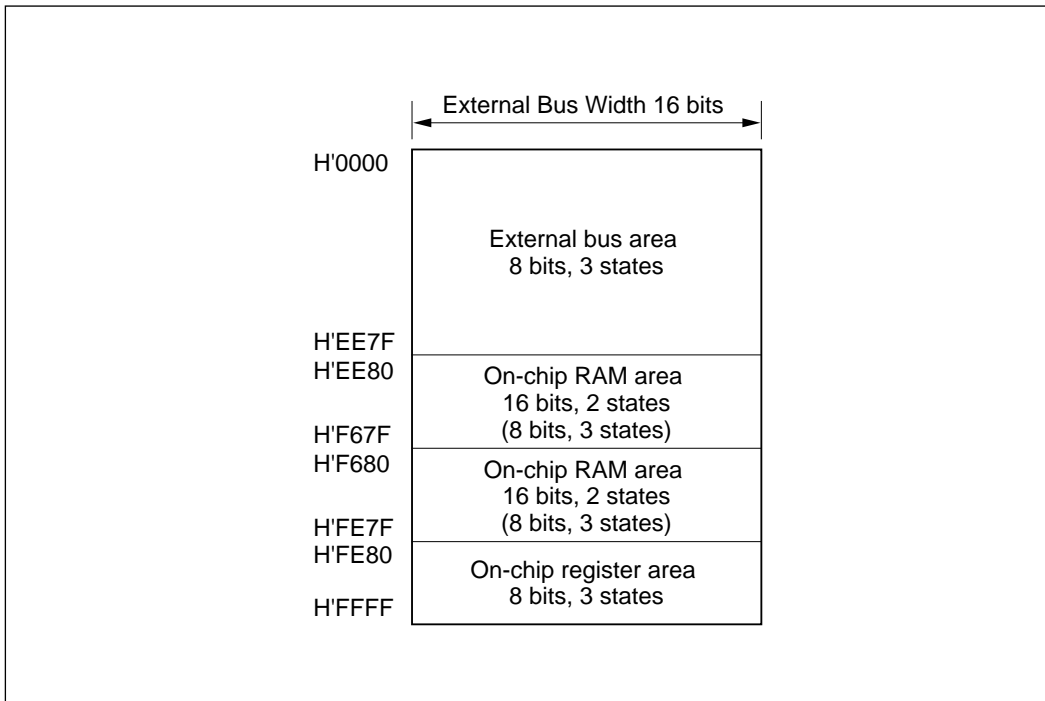 External Bus Width 16 bits
H'0000
External bus area
8 bits, 3 states
H'EE7F
H'EE80
On-chip RAM area
16 bits, 2 states
(8 bits, 3 states)
H'F67F
H'F680
On-chip RAM area
16 bits, 2 states
(8 bits, 3 states)
H'FE7F
H'FE80
On-chip register area
8 bits, 3 states
H'FFFF